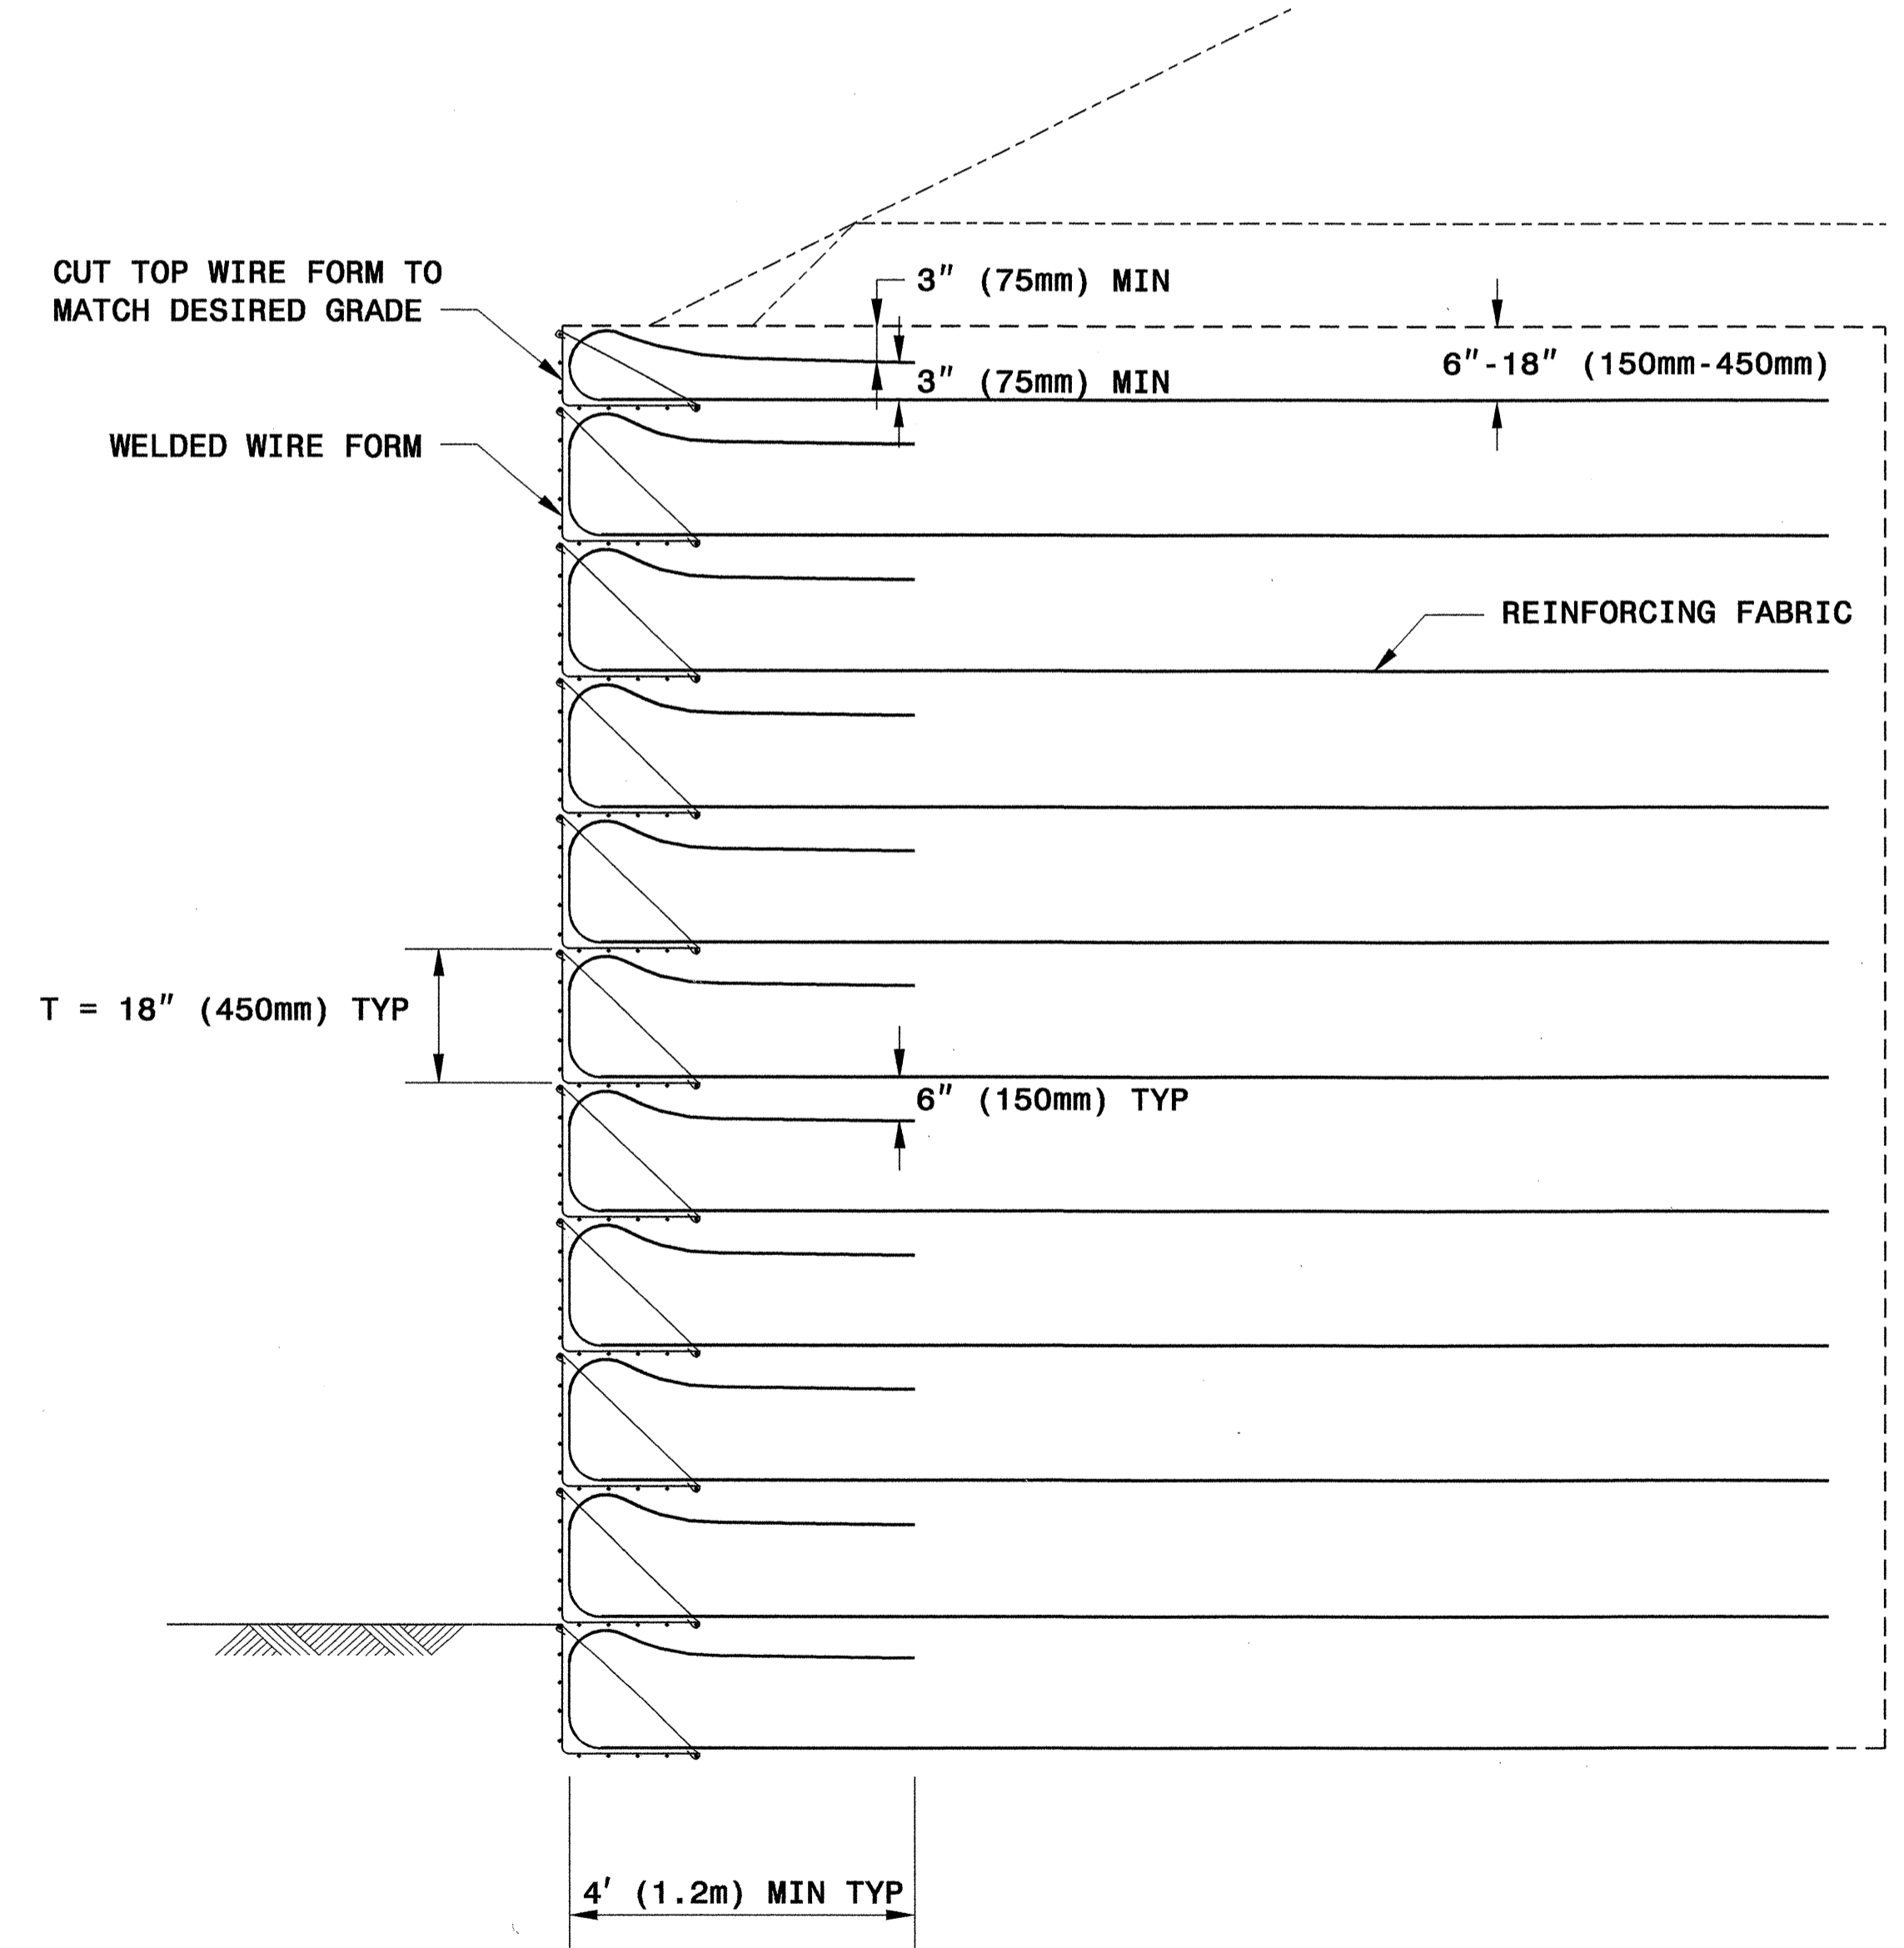 3″ (75mm) MIN
CUT TOP WIRE FORM TO
MATCH DESIRED GRADE
6″-18″ (150mm-450mm)
3″ (75mm) MIN
WELDED WIRE FORM
REINFORCING FABRIC
T = 18″ (450mm) TYP
6″ (150mm) TYP
4′ (1.2m) MIN TYP